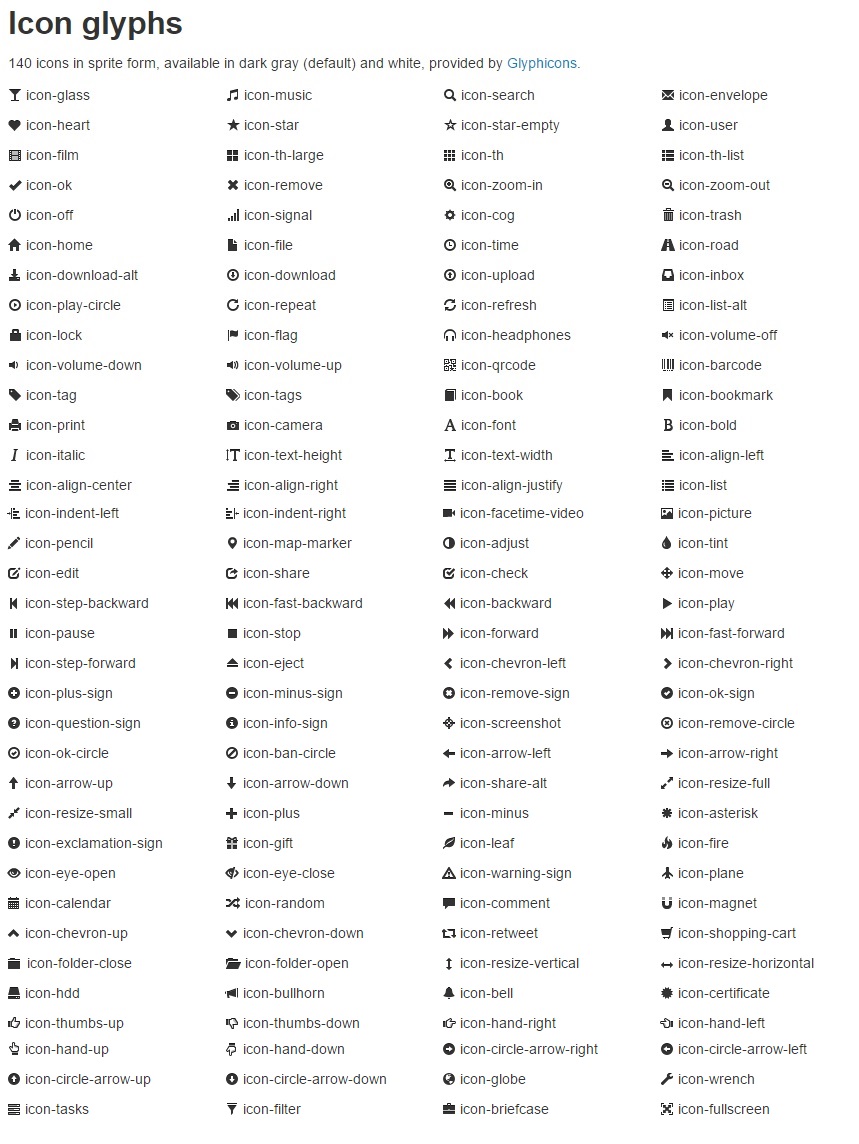 Icon glyphs
140 icons in sprite form, available in dark gray (default) and white, provided by Glyphicons.
icon-glass icon-music icon-search icon-envelope
icon-heart icon-star icon-star-empty icon-user
icon-film icon-th-large icon-th icon-th-list
icon-ok icon-remove icon-zoom-in icon-zoom-out
icon-off icon-signal icon-cog icon-trash
icon-home icon-file icon-time icon-road
icon-download-alt icon-download icon-upload icon-inbox
icon-play-circle icon-repeat icon-refresh icon-list-alt
icon-lock icon-flag icon-headphones icon-volume-off
icon-volume-down icon-volume-up icon-qrcode icon-barcode
icon-tag icon-tags icon-book icon-bookmark
icon-print icon-camera icon-font icon-bold
icon-italic icon-text-height icon-text-width icon-align-left
icon-align-center icon-align-right icon-align-justify icon-list
icon-indent-left icon-indent-right icon-facetime-video icon-picture
icon-pencil icon-map-marker icon-adjust icon-tint
icon-edit icon-share icon-check icon-move
icon-step-backward icon-fast-backward icon-backward icon-play
icon-pause icon-stop icon-forward icon-fast-forward
icon-step-forward icon-eject icon-chevron-left icon-chevron-right
icon-plus-sign icon-minus-sign icon-remove-sign icon-ok-sign
icon-question-sign icon-info-sign icon-screenshot icon-remove-circle
icon-ok-circle icon-ban-circle icon-arrow-left icon-arrow-right
icon-arrow-up icon-arrow-down icon-share-alt icon-resize-full
icon-resize-small icon-plus icon-minus icon-asterisk
icon-exclamation-sign icon-gift icon-leaf icon-fire
icon-eye-open icon-eye-close icon-warning-sign icon-plane
icon-calendar icon-random icon-comment icon-magnet
icon-chevron-up icon-chevron-down icon-retweet icon-shopping-cart
icon-folder-close icon-folder-open icon-resize-vertical icon-resize-horizontal
icon-hdd icon-bullhorn icon-bell icon-certificate
icon-thumbs-up icon-thumbs-down icon-hand-right icon-hand-left
icon-hand-up icon-hand-down icon-circle-arrow-right icon-circle-arrow-left
icon-circle-arrow-up icon-circle-arrow-down icon-globe icon-wrench
icon-tasks icon-filter icon-briefcase icon-fullscreen